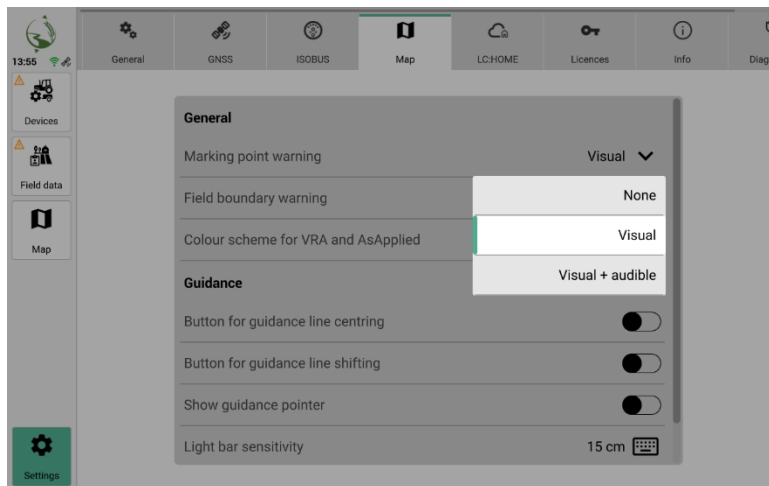 General
GNSS
ISOBUS
Map
LC:HOME
Licences
Info
Diag
13:55
Devices
Field data
Map
Settings
General
Marking point warning
Visual
Field boundary warning
None
Colour scheme for VRA and AsApplied
Visual
Visual + audible
Guidance
Button for guidance line centring
Button for guidance line shifting
Show guidance pointer
Light bar sensitivity
15 cm